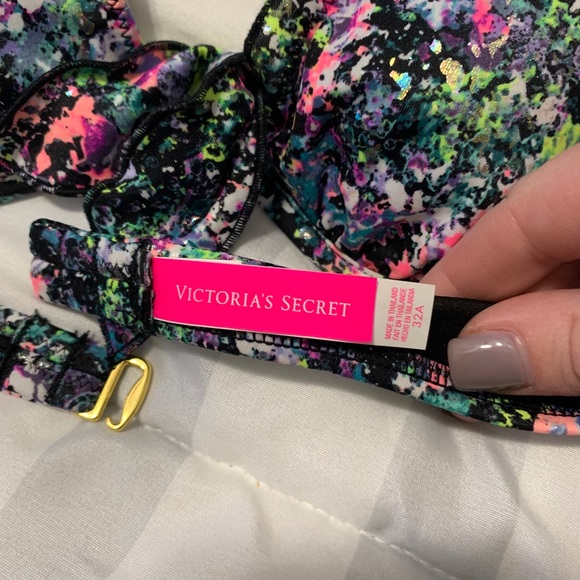 VICTORIA'S SECRET
MADE IN THAILAND
FAIT EN THAÏLANDE
HECHO EN TAILANDIA
32A